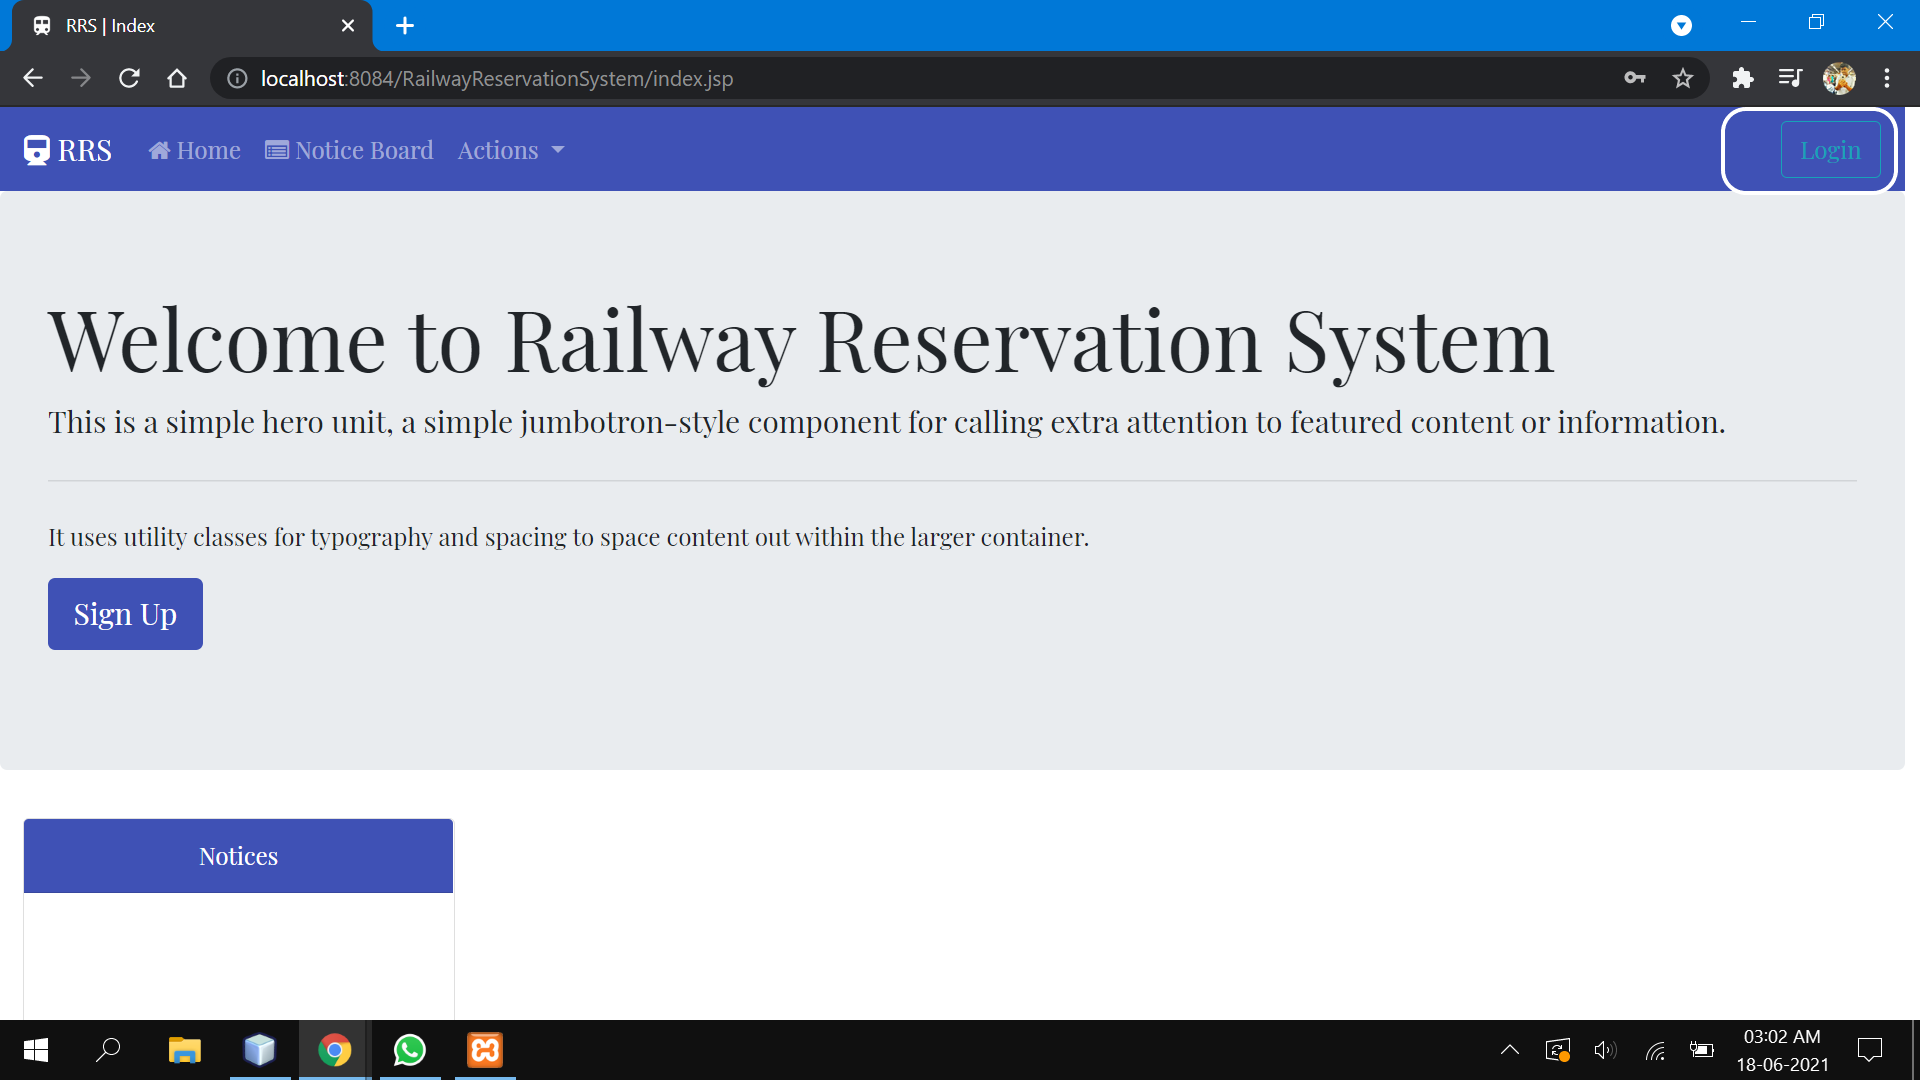 RRS | Index
localhost:8084/RailwayReservationSystem/index.jsp
RRS Home Notice Board Actions Login
Welcome to Railway Reservation System
This is a simple hero unit, a simple jumbotron-style component for calling extra attention to featured content or information.
It uses utility classes for typography and spacing to space content out within the larger container.
Sign Up
Notices
03:02 AM
18-06-2021